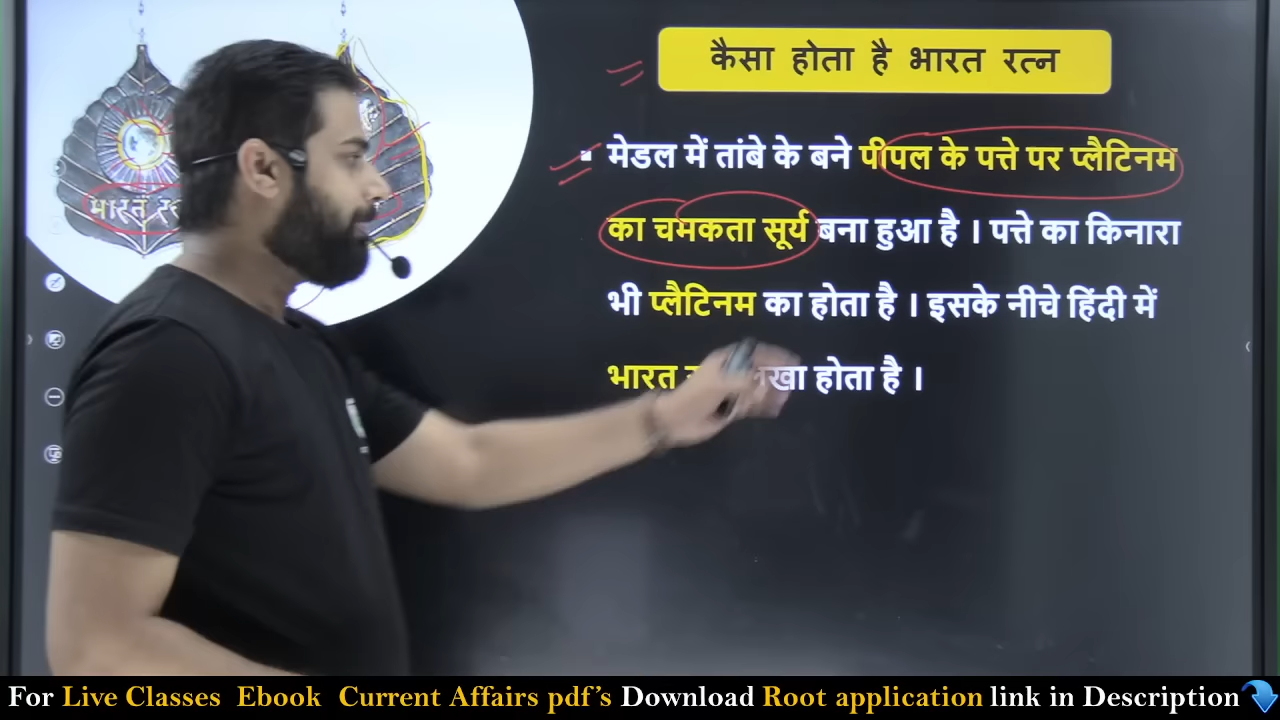 कैसा होता है भारत रत्न
मेडल में तांबे के बने पीपल के पत्ते पर प्लैटिनम
का चमकता सूर्य बना हुआ है । पत्ते का किनारा
भी प्लैटिनम का होता है । इसके नीचे हिंदी में
भारत होता है ।
भारत
For Live Classes Ebook Current Affairs pdf's Download Root application link in Description